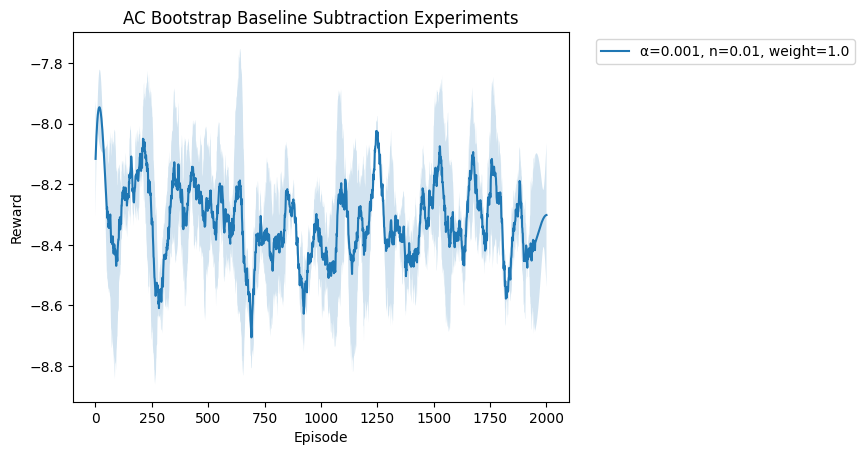 AC Bootstrap Baseline Subtraction Experiments
α=0.001, n=0.01, weight=1.0
Reward
−7.8
−8.0
−8.2
−8.4
−8.6
−8.8
0 250 500 750 1000 1250 1500 1750 2000
Episode